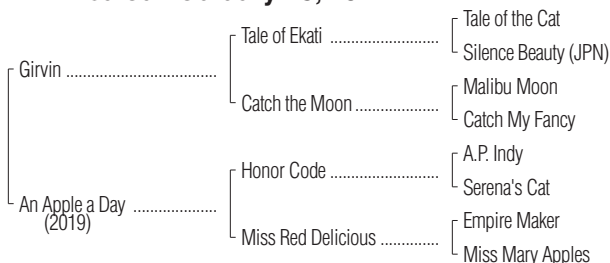 Tale of the Cat
Tale of Ekati ..........................
Silence Beauty (JPN)
Girvin ....................................
Malibu Moon
Catch the Moon ....................
Catch My Fancy
A.P. Indy
Honor Code ..........................
Serena's Cat
An Apple a Day ....................
(2019)
Empire Maker
Miss Red Delicious ..............
Miss Mary Apples